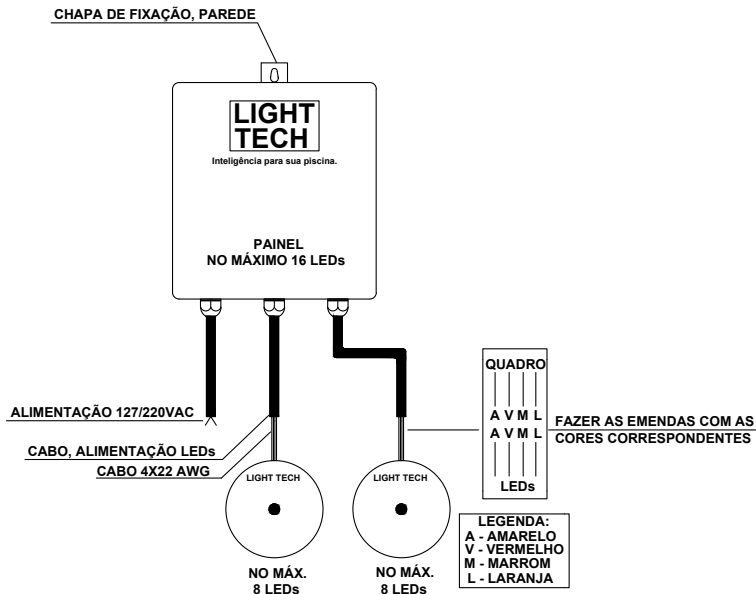 CHAPA DE FIXAÇÃO, PAREDE
LIGHT
TECH
Inteligência para sua piscina.
PAINEL
NO MÁXIMO 16 LEDs
ALIMENTAÇÃO 127/220VAC
CABO, ALIMENTAÇÃO LEDs
CABO 4X22 AWG
LIGHT TECH
NO MÁX.
8 LEDs
LIGHT TECH
NO MÁX.
8 LEDs
QUADRO
A V M L
A V M L
LEDs
FAZER AS EMENDAS COM AS
CORES CORRESPONDENTES
LEGENDA:
A - AMARELO
V - VERMELHO
M - MARROM
L - LARANJA